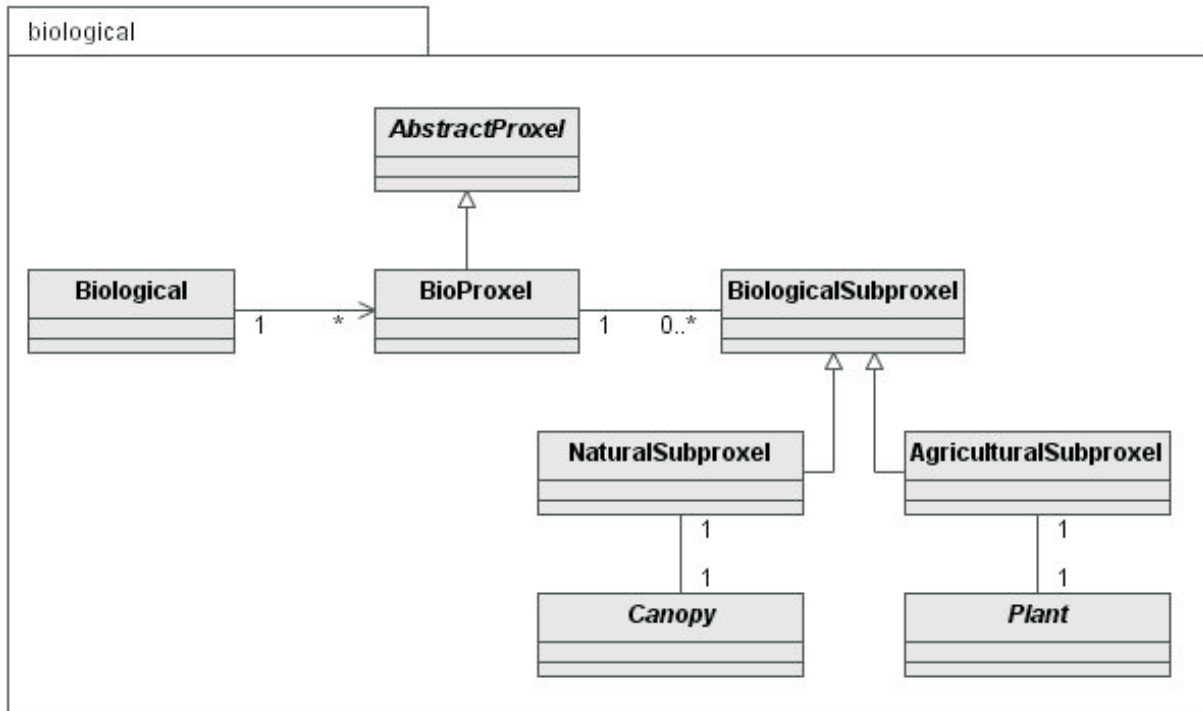 biological
AbstractProxel
Biological
BioProxel
BiologicalSubproxel
1 * 1 0..*
NaturalSubproxel AgriculturalSubproxel
1 1
1 1
Canopy Plant